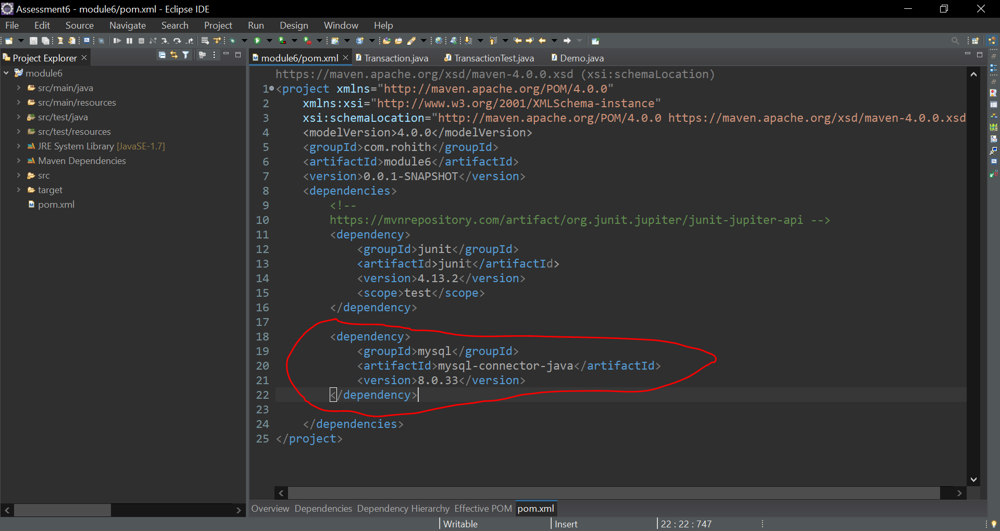 Assessment6 - module6/pom.xml - Eclipse IDE
File Edit Source Navigate Search Project Run Design Window Help
Project Explorer
module6
src/main/java
src/main/resources
src/test/java
src/test/resources
JRE System Library [JavaSE-1.7]
Maven Dependencies
src
target
pom.xml
module6/pom.xml Transaction.java TransactionTest.java Demo.java
https://maven.apache.org/xsd/maven-4.0.0.xsd (xsi:schemaLocation)
1 <project xmlns="http://maven.apache.org/POM/4.0.0"
2 xmlns:xsi="http://www.w3.org/2001/XMLSchema-instance"
3 xsi:schemaLocation="http://maven.apache.org/POM/4.0.0 https://maven.apache.org/xsd/maven-4.0.0.xsd
4 <modelVersion>4.0.0</modelVersion>
5 <groupId>com.rohith</groupId>
6 <artifactId>module6</artifactId>
7 <version>0.0.1-SNAPSHOT</version>
8 <dependencies>
9 <!--
10 https://mvnrepository.com/artifact/org.junit.jupiter/junit-jupiter-api -->
11 <dependency>
12 <groupId>junit</groupId>
13 <artifactId>junit</artifactId>
14 <version>4.13.2</version>
15 <scope>test</scope>
16 </dependency>
17
18 <dependency>
19 <groupId>mysql</groupId>
20 <artifactId>mysql-connector-java</artifactId>
21 <version>8.0.33</version>
22 </dependency>
23
24 </dependencies>
25 </project>
Overview Dependencies Dependency Hierarchy Effective POM pom.xml
Writable Insert 22 : 22 : 747